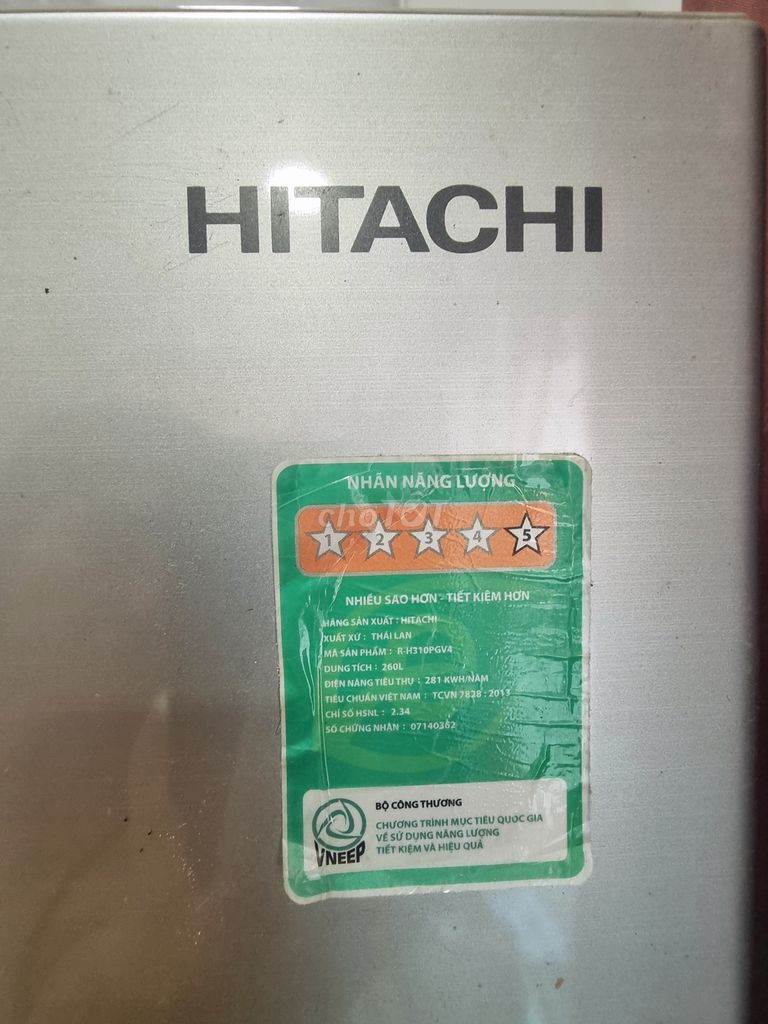 HITACHI
NHÃN NĂNG LƯỢNG
chợTỐT
1 2 3 4 5
NHIỀU SAO HƠN - TIẾT KIỆM HƠN
HÃNG SẢN XUẤT : HITACHI
XUẤT XỨ : THÁI LAN
MÃ SẢN PHẨM : R-H310PGV4
DUNG TÍCH : 260L
ĐIỆN NĂNG TIÊU THỤ : 281 KWH/NĂM
TIÊU CHUẨN VIỆT NAM : TCVN 7828 : 2013
CHỈ SỐ HSNL : 2.34
SỐ CHỨNG NHẬN : 07140362
BỘ CÔNG THƯƠNG
CHƯƠNG TRÌNH MỤC TIÊU QUỐC GIA
VỀ SỬ DỤNG NĂNG LƯỢNG
TIẾT KIỆM VÀ HIỆU QUẢ
VNEEP